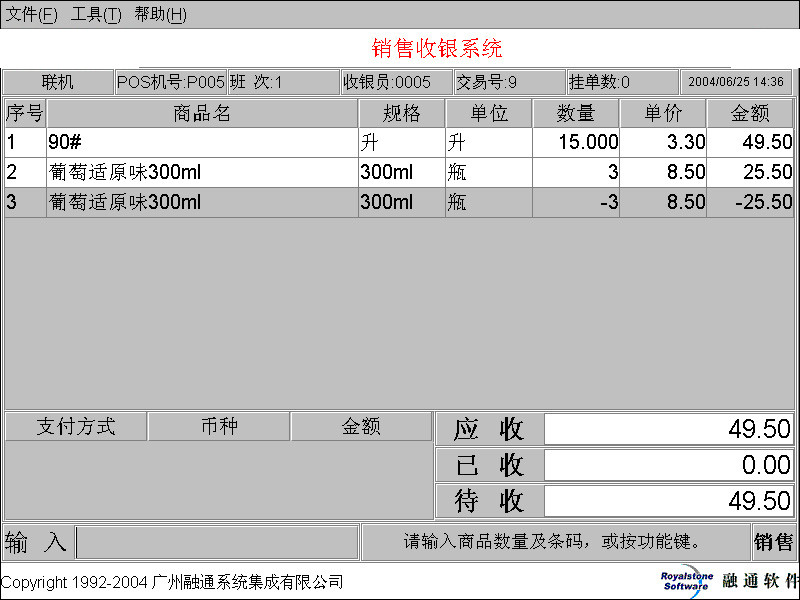 文件(F) 工具(T) 帮助(H)
销售收银系统
联机 POS机号:P005 班 次:1 收银员:0005 交易号:9 挂单数:0 2004/06/25 14:36
序号 商品名 规格 单位 数量 单价 金额
1 90# 升 升 15.000 3.30 49.50
2 葡萄适原味300ml 300ml 瓶 3 8.50 25.50
3 葡萄适原味300ml 300ml 瓶 -3 8.50 -25.50
支付方式 币种 金额 应 收 49.50
已 收 0.00
待 收 49.50
输 入 请输入商品数量及条码，或按功能键。 销售
Copyright 1992-2004 广州融通系统集成有限公司 Royalstone Software 融通软件